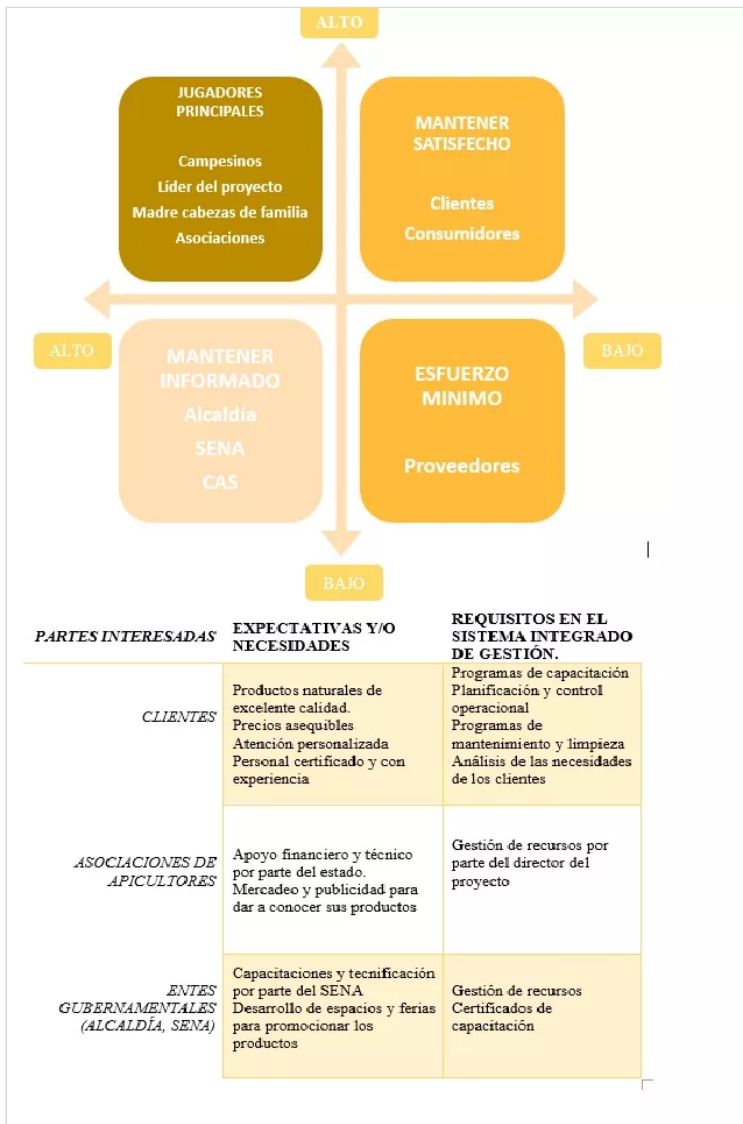 ALTO
JUGADORES
PRINCIPALES
Campesinos
Líder del proyecto
Madre cabezas de familia
Asociaciones
MANTENER
SATISFECHO
Clientes
Consumidores
ALTO
BAJO
MANTENER
INFORMADO
Alcaldía
SENA
CAS
ESFUERZO
MINIMO
Proveedores
BAJO
PARTES INTERESADAS
EXPECTATIVAS Y/O
NECESIDADES
REQUISITOS EN EL
SISTEMA INTEGRADO
DE GESTIÓN.
CLIENTES
Productos naturales de
excelente calidad.
Precios asequibles
Atención personalizada
Personal certificado y con
experiencia
Programas de capacitación
Planificación y control
operacional
Programas de
mantenimiento y limpieza
Análisis de las necesidades
de los clientes
ASOCIACIONES DE
APICULTORES
Apoyo financiero y técnico
por parte del estado.
Mercadeo y publicidad para
dar a conocer sus productos
Gestión de recursos por
parte del director del
proyecto
ENTES
GUBERNAMENTALES
(ALCALDÍA, SENA)
Capacitaciones y tecnificación
por parte del SENA
Desarrollo de espacios y ferias
para promocionar los
productos
Gestión de recursos
Certificados de
capacitación